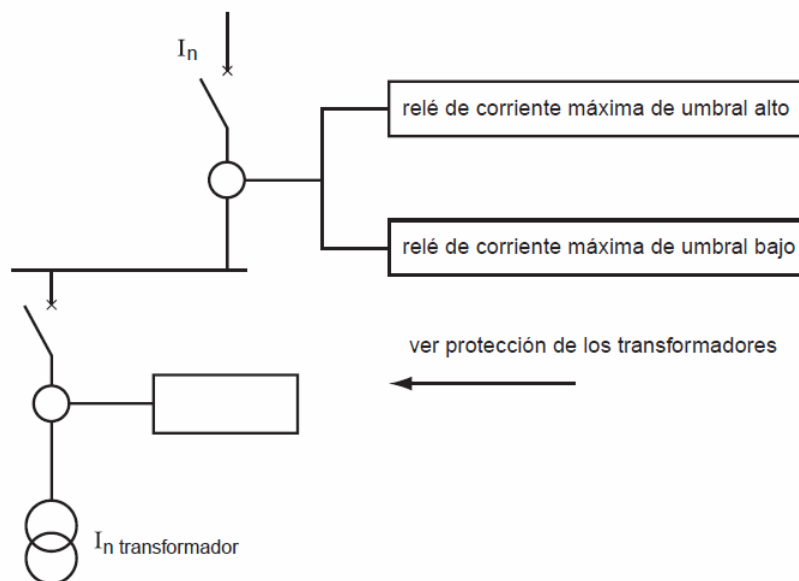 In
relé de corriente máxima de umbral alto
relé de corriente máxima de umbral bajo
ver protección de los transformadores
In transformador